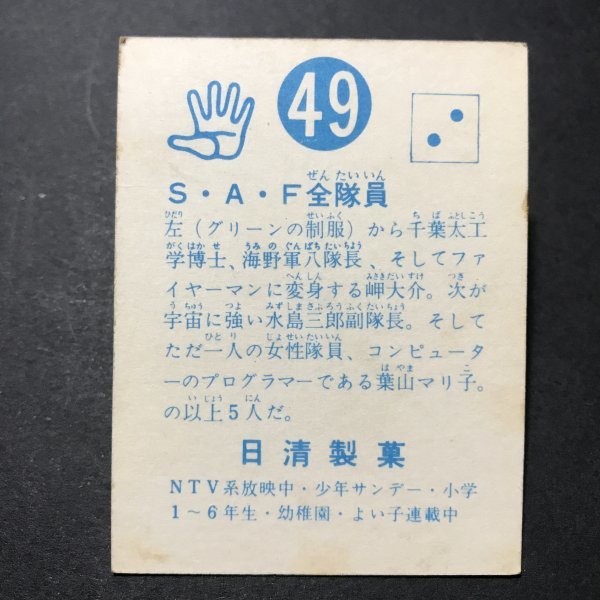 49
S・A・F全隊員
左（グリーンの制服）から千葉太工
学博士、海野軍八隊長、そしてファ
イヤーマンに変身する岬大介。次が
宇宙に強い水島三郎副隊長。そして
ただ一人の女性隊員、コンピュータ
ーのプログラマーである葉山マリ子。
の以上5人だ。
日清製菓
NTV系放映中・少年サンデー・小学
1〜6年生・幼稚園・よい子連載中